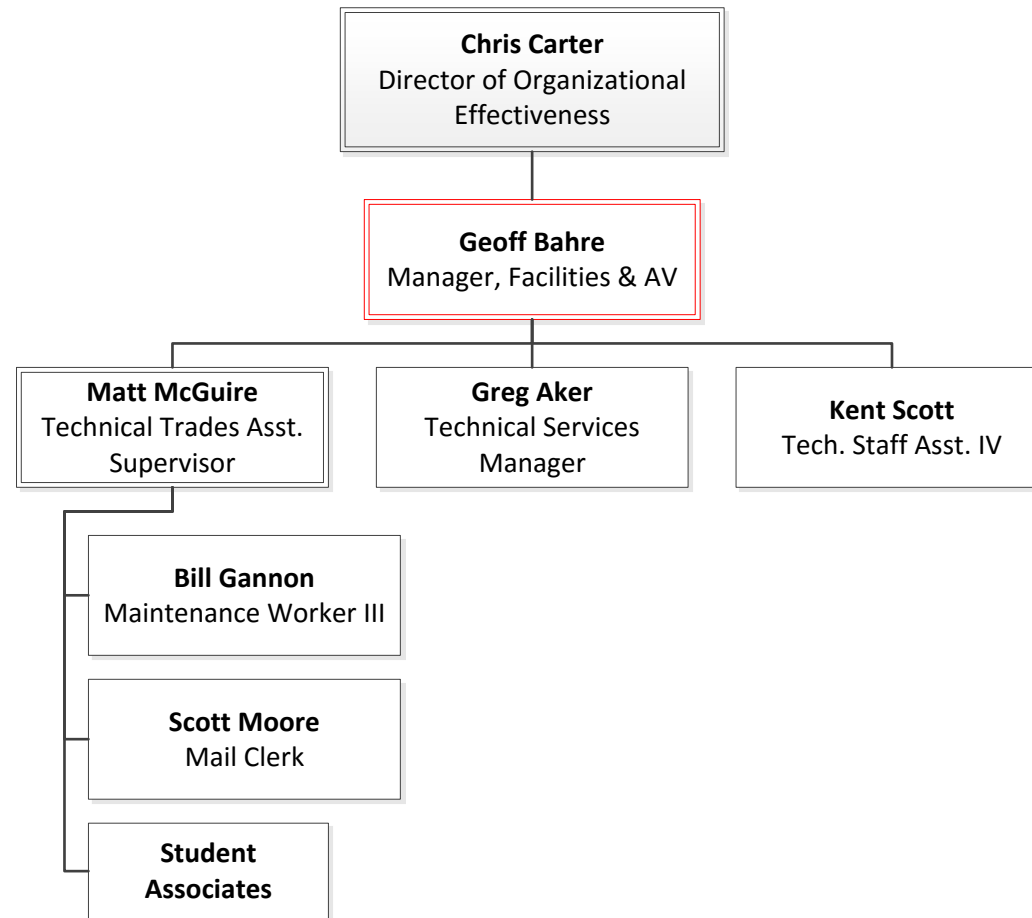 Chris Carter
Director of Organizational
Effectiveness
Geoff Bahre
Manager, Facilities & AV
Matt McGuire
Technical Trades Asst.
Supervisor
Greg Aker
Technical Services
Manager
Kent Scott
Tech. Staff Asst. IV
Bill Gannon
Maintenance Worker III
Scott Moore
Mail Clerk
Student
Associates